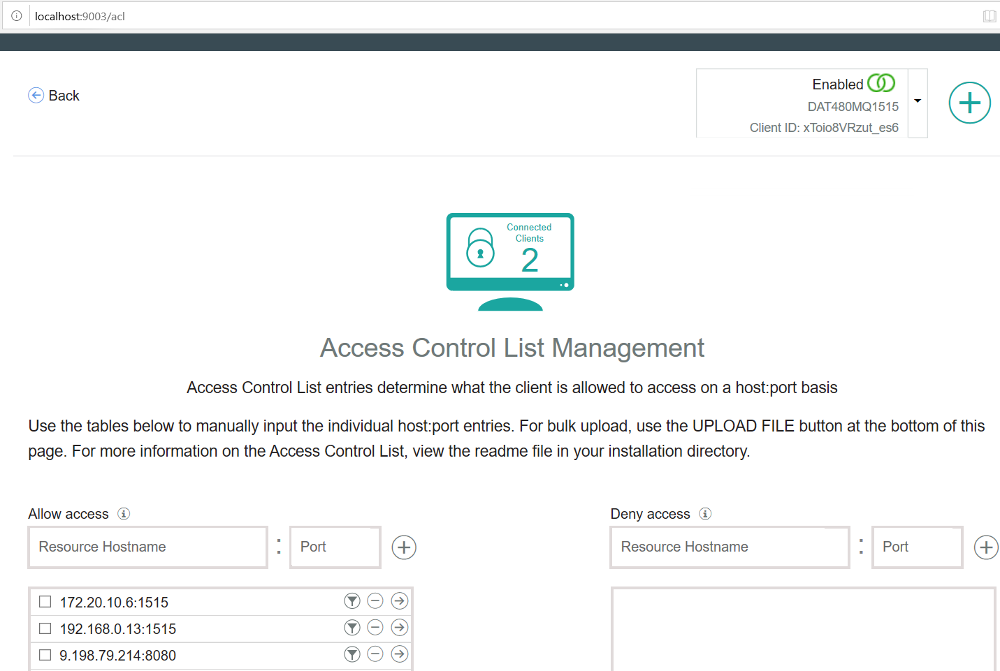 localhost:9003/acl
Back
Enabled
DAT480MQ1515
Client ID: xToio8VRzut_es6
Connected
Clients
2
Access Control List Management
Access Control List entries determine what the client is allowed to access on a host:port basis
Use the tables below to manually input the individual host:port entries. For bulk upload, use the UPLOAD FILE button at the bottom of this
page. For more information on the Access Control List, view the readme file in your installation directory.
Allow access
Resource Hostname : Port
172.20.10.6:1515
192.168.0.13:1515
9.198.79.214:8080
Deny access
Resource Hostname : Port